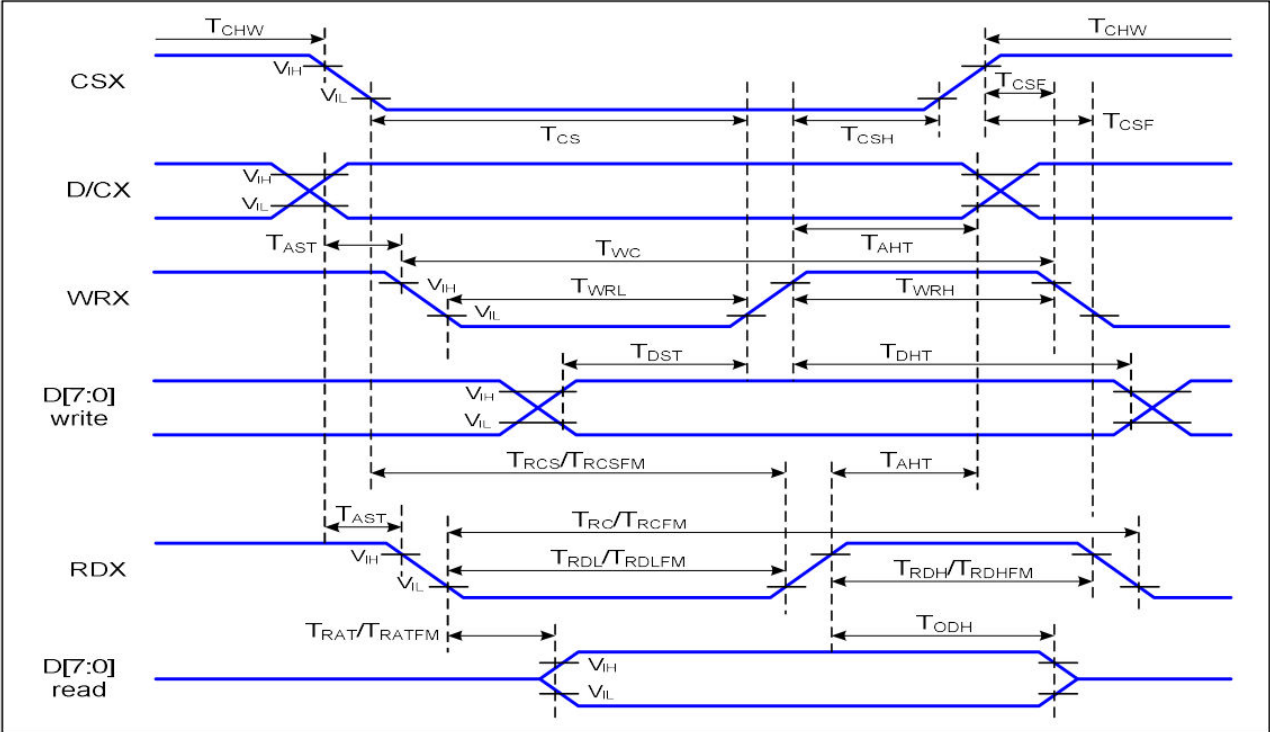 TCHW TCHW
CSX VIH TCSF
VIL TCSF
TCS TCSH
D/CX VIH
VIL
TAST TWC TAHT
WRX VIH TWRL TWRH
VIL
TDST TDHT
D[7:0] VIH
write VIL
TRCS/TRCSFM TAHT
TAST TRC/TRCFM
RDX VIH TRDL/TRDLFM TRDH/TRDHFM
VIL
TRAT/TRATFM TODH
D[7:0] VIH
read VIL